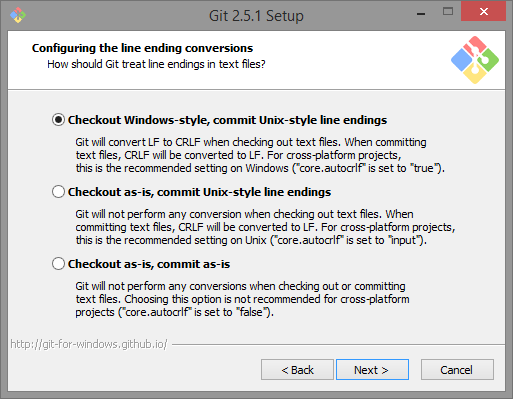 Git 2.5.1 Setup
Configuring the line ending conversions
How should Git treat line endings in text files?
Checkout Windows-style, commit Unix-style line endings
Git will convert LF to CRLF when checking out text files. When committing
text files, CRLF will be converted to LF. For cross-platform projects,
this is the recommended setting on Windows ("core.autocrlf" is set to "true").
Checkout as-is, commit Unix-style line endings
Git will not perform any conversion when checking out text files. When
committing text files, CRLF will be converted to LF. For cross-platform projects,
this is the recommended setting on Unix ("core.autocrlf" is set to "input").
Checkout as-is, commit as-is
Git will not perform any conversions when checking out or committing
text files. Choosing this option is not recommended for cross-platform
projects ("core.autocrlf" is set to "false").
http://git-for-windows.github.io/
< Back
Next >
Cancel